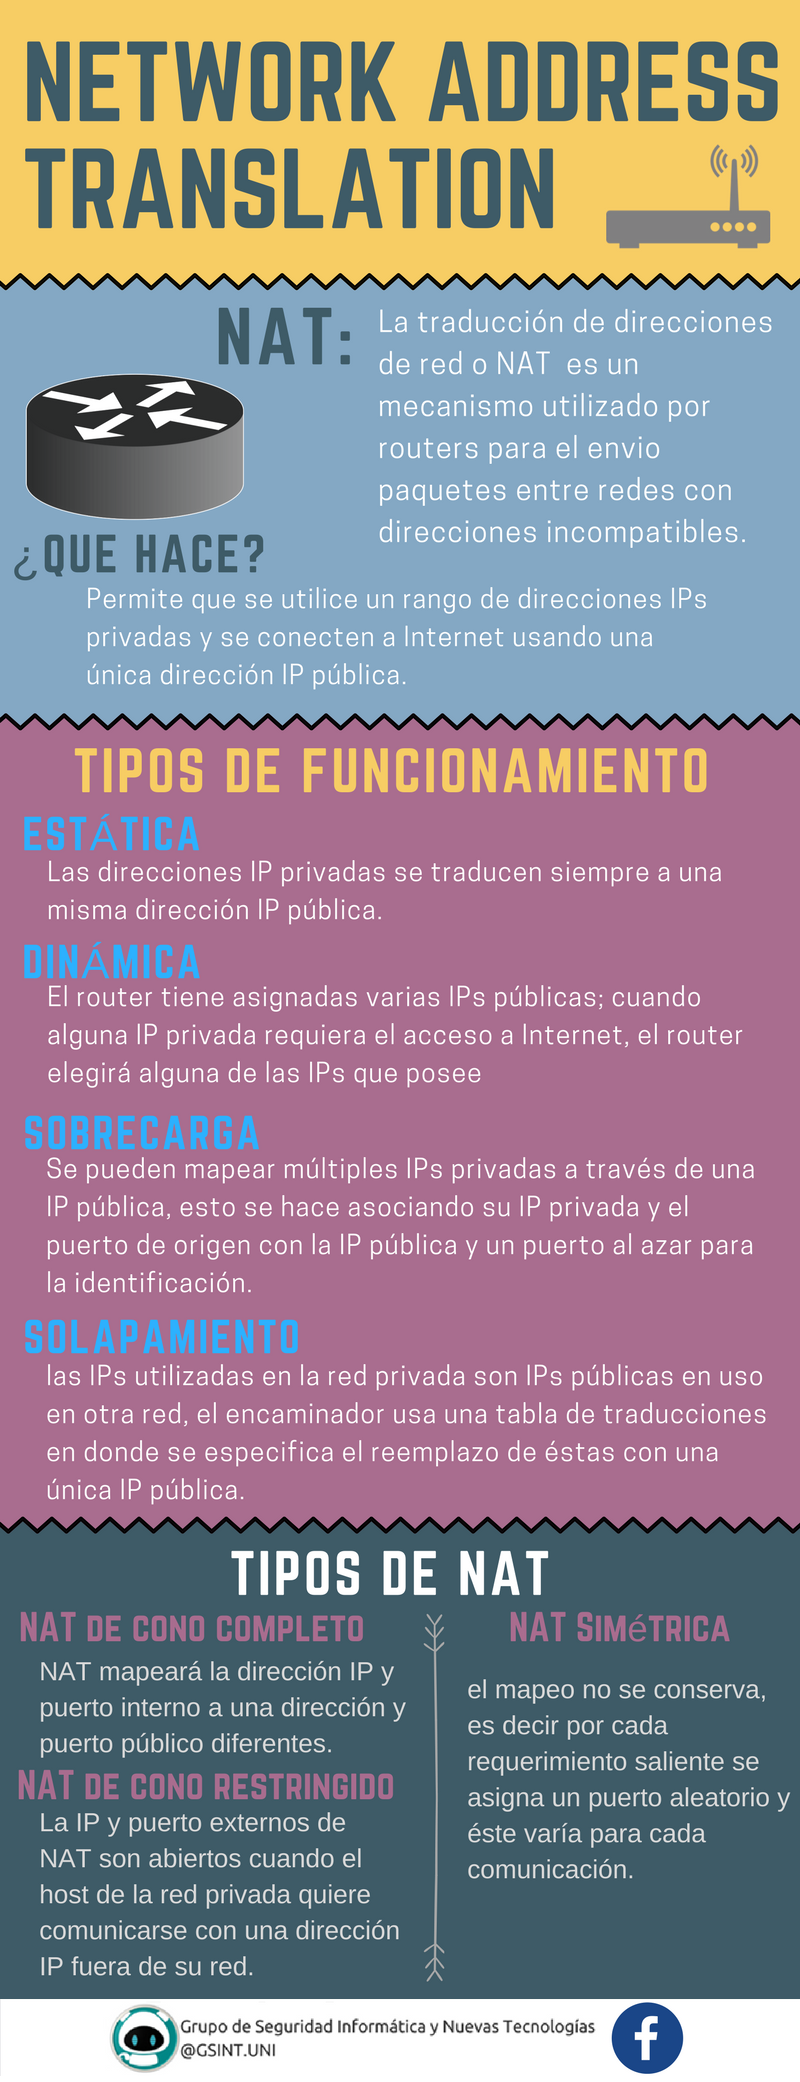 NETWORK ADDRESS
TRANSLATION
NAT:
La traducción de direcciones
de red o NAT es un
mecanismo utilizado por
routers para el envio
paquetes entre redes con
direcciones incompatibles.
¿QUE HACE?
Permite que se utilice un rango de direcciones IPs
privadas y se conecten a Internet usando una
única dirección IP pública.
TIPOS DE FUNCIONAMIENTO
ESTÁTICA
Las direcciones IP privadas se traducen siempre a una
misma dirección IP pública.
DINÁMICA
El router tiene asignadas varias IPs públicas; cuando
alguna IP privada requiera el acceso a Internet, el router
elegirá alguna de las IPs que posee
SOBRECARGA
Se pueden mapear múltiples IPs privadas a través de una
IP pública, esto se hace asociando su IP privada y el
puerto de origen con la IP pública y un puerto al azar para
la identificación.
SOLAPAMIENTO
las IPs utilizadas en la red privada son IPs públicas en uso
en otra red, el encaminador usa una tabla de traducciones
en donde se especifica el reemplazo de éstas con una
única IP pública.
TIPOS DE NAT
NAT DE CONO COMPLETO
NAT mapeará la dirección IP y
puerto interno a una dirección y
puerto público diferentes.
NAT DE CONO RESTRINGIDO
La IP y puerto externos de
NAT son abiertos cuando el
host de la red privada quiere
comunicarse con una dirección
IP fuera de su red.
NAT SIMéTRICA
el mapeo no se conserva,
es decir por cada
requerimiento saliente se
asigna un puerto aleatorio y
éste varía para cada
comunicación.
Grupo de Seguridad Informática y Nuevas Tecnologías
@GSINT.UNI
f